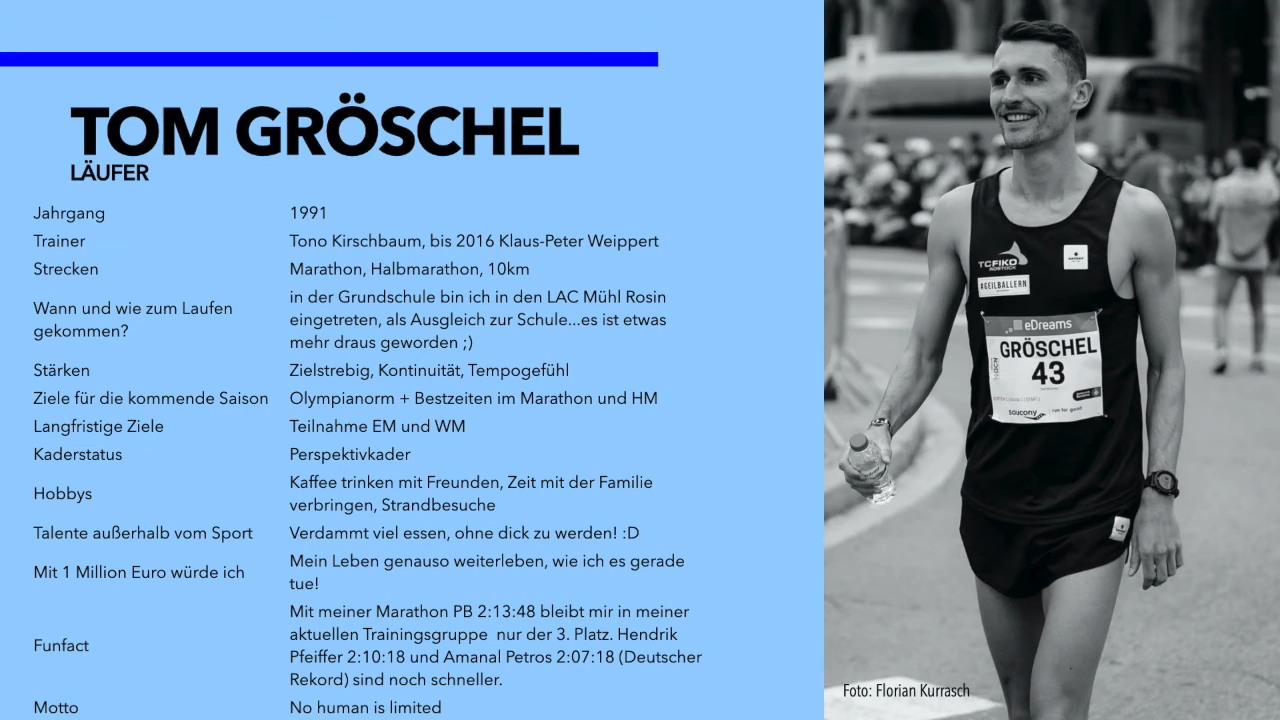 TOM GRÖSCHEL
LÄUFER
Jahrgang 1991
Trainer Tono Kirschbaum, bis 2016 Klaus-Peter Weippert
Strecken Marathon, Halbmarathon, 10km
Wann und wie zum Laufen
gekommen?
in der Grundschule bin ich in den LAC Mühl Rosin
eingetreten, als Ausgleich zur Schule...es ist etwas
mehr draus geworden ;)
Stärken Zielstrebig, Kontinuität, Tempogefühl
Ziele für die kommende Saison Olympianorm + Bestzeiten im Marathon und HM
Langfristige Ziele Teilnahme EM und WM
Kaderstatus Perspektivkader
Hobbys
Kaffee trinken mit Freunden, Zeit mit der Familie
verbringen, Strandbesuche
Talente außerhalb vom Sport Verdammt viel essen, ohne dick zu werden! :D
Mit 1 Million Euro würde ich
Mein Leben genauso weiterleben, wie ich es gerade
tue!
Funfact
Mit meiner Marathon PB 2:13:48 bleibt mir in meiner
aktuellen Trainingsgruppe nur der 3. Platz. Hendrik
Pfeiffer 2:10:18 und Amanal Petros 2:07:18 (Deutscher
Rekord) sind noch schneller.
Motto No human is limited
TCFIKO
ROSTOCK
#GEILBALLERN
eDreams
GRÖSCHEL
43
saucony run for good
Foto: Florian Kurrasch